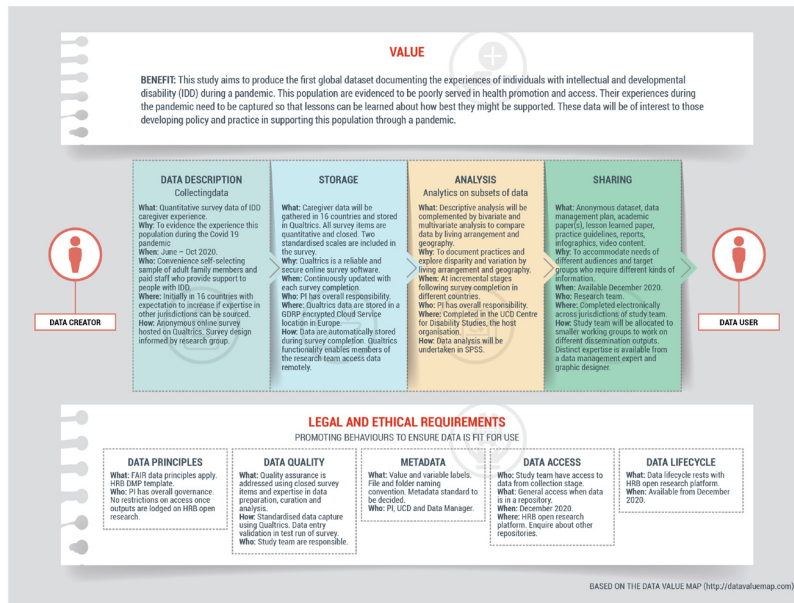 VALUE
BENEFIT: This study aims to produce the first global dataset documenting the experiences of individuals with intellectual and developmental
disability (IDD) during a pandemic. This population are evidenced to be poorly served in health promotion and access. Their experiences during
the pandemic need to be captured so that lessons can be learned about how best they might be supported. These data will be of interest to those
developing policy and practice in supporting this population through a pandemic.
DATA CREATOR
DATA DESCRIPTION
Collectingdata
What: Quantitative survey data of IDD
caregiver experience.
Why: To evidence the experience this
population during the Covid 19
pandemic
When: June – Oct 2020.
Who: Convenience self-selecting
sample of adult family members and
paid staff who provide support to
people with IDD.
Where: Initially in 16 countries with
expectation to increase if expertise in
other jurisdictions can be sourced.
How: Anonymous online survey
hosted on Qualtrics. Survey design
informed by research group.
STORAGE
What: Caregiver data will be
gathered in 16 countries and stored
in Qualtrics. All survey items are
quantitative and closed. Two
standardised scales are included in
the survey.
Why: Qualtrics is a reliable and
secure online survey software.
When: Continuously updated with
each survey completion.
Who: PI has overall responsibility.
Where: Qualtrics data are stored in a
GDRP encrypted Cloud Service
location in Europe.
How: Data are automatically stored
during survey completion. Qualtrics
functionality enables members of
the research team access data
remotely.
ANALYSIS
Analytics on subsets of data
What: Descriptive analysis will be
complemented by bivariate and
multivariate analysis to compare
data by living arrangement and
geography.
Why: To document practices and
explore disparity and variation by
living arrangement and geography.
When: At incremental stages
following survey completion in
different countries.
Who: PI has overall responsibility.
Where: Completed in the UCD Centre
for Disability Studies, the host
organisation.
How: Data analysis will be
undertaken in SPSS.
SHARING
What: Anonymous dataset, data
management plan, academic
paper(s), lesson learned paper,
practice guidelines, reports,
infographics, video content.
Why: To accommodate needs of
different audiences and target
groups who require different kinds of
information.
When: Available December 2020.
Who: Research team.
Where: Completed electronically
across jurisdictions of study team.
How: Study team will be allocated to
smaller working groups to work on
different dissemination outputs.
Distinct expertise is available from
a data management expert and
graphic designer.
DATA USER
LEGAL AND ETHICAL REQUIREMENTS
PROMOTING BEHAVIOURS TO ENSURE DATA IS FIT FOR USE
DATA PRINCIPLES
What: FAIR data principles apply.
HRB DMP template.
Who: PI has overall governance.
No restrictions on access once
outputs are lodged on HRB open
research.
DATA QUALITY
What: Quality assurance is
addressed using closed survey
items and expertise in data
preparation, curation and
analysis.
How: Standardised data capture
using Qualtrics. Data entry
validation in test run of survey.
Who: Study team are responsible.
METADATA
What: Value and variable labels.
File and folder naming
convention. Metadata standard to
be decided.
Who: PI, UCD and Data Manager.
DATA ACCESS
Who: Study team have access to
data from collection stage.
What: General access when data
is in a repository.
When: December 2020.
Where: HRB open research
platform. Enquire about other
repositories.
DATA LIFECYCLE
What: Data lifecycle rests with
HRB open research platform.
When: Available from December
2020.
BASED ON THE DATA VALUE MAP (http://datavaluemap.com)